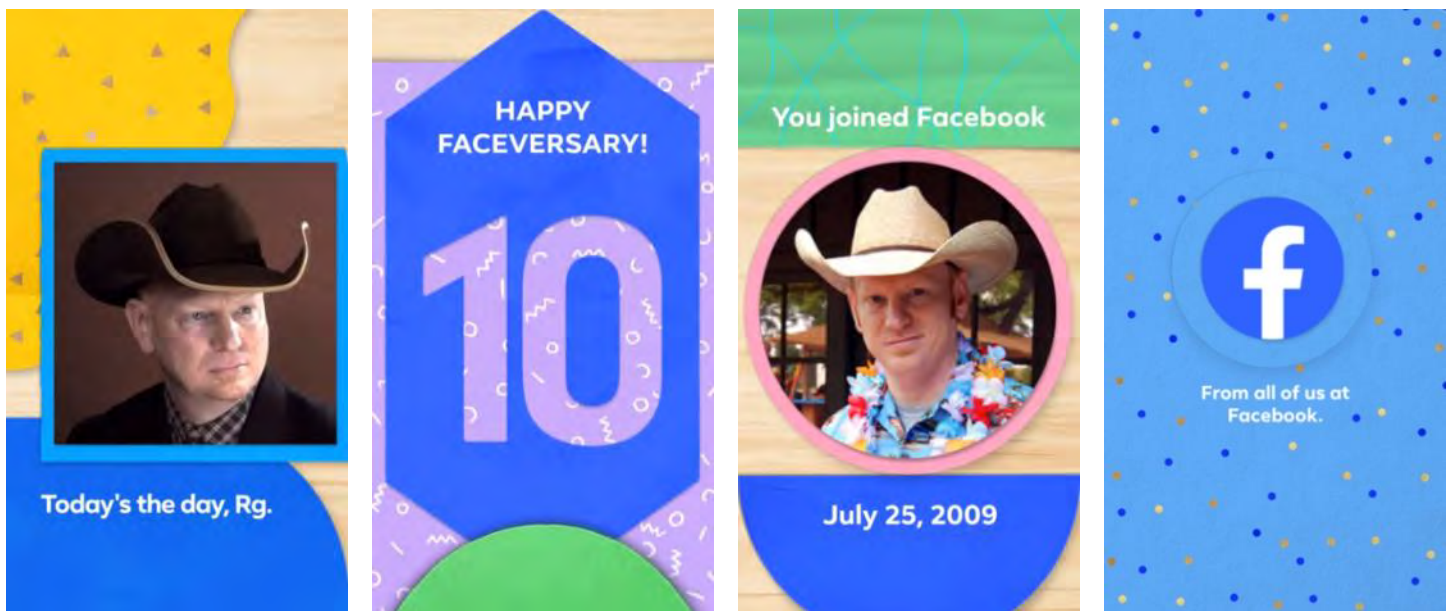 Today's the day, Rg.
HAPPY
FACEVERSARY!
10
You joined Facebook
July 25, 2009
f
From all of us at
Facebook.